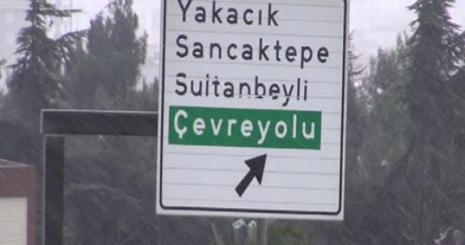 Yakacık
Sancaktepe
Sultanbeyli
Çevreyolu